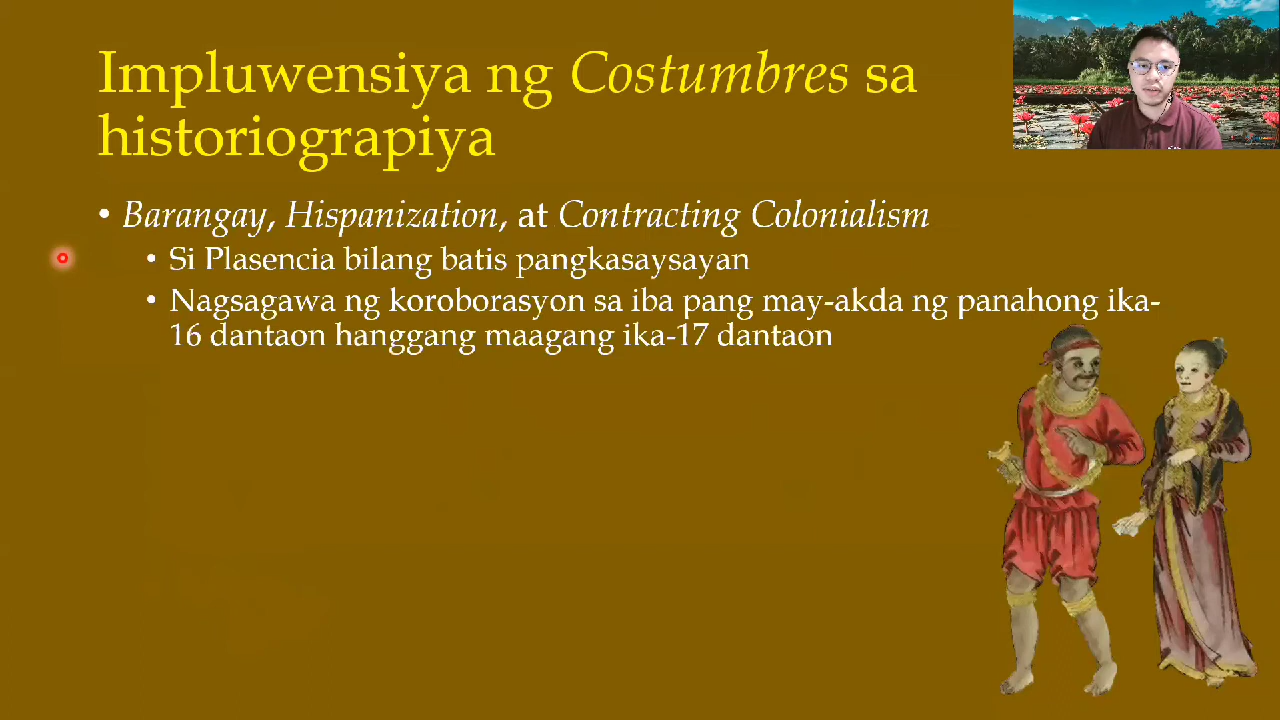 Impluwensiya ng Costumbres sa
historiograpiya
• Barangay, Hispanization, at Contracting Colonialism
• Si Plasencia bilang batis pangkasaysayan
• Nagsagawa ng koroborasyon sa iba pang may-akda ng panahong ika-
16 dantaon hanggang maagang ika-17 dantaon